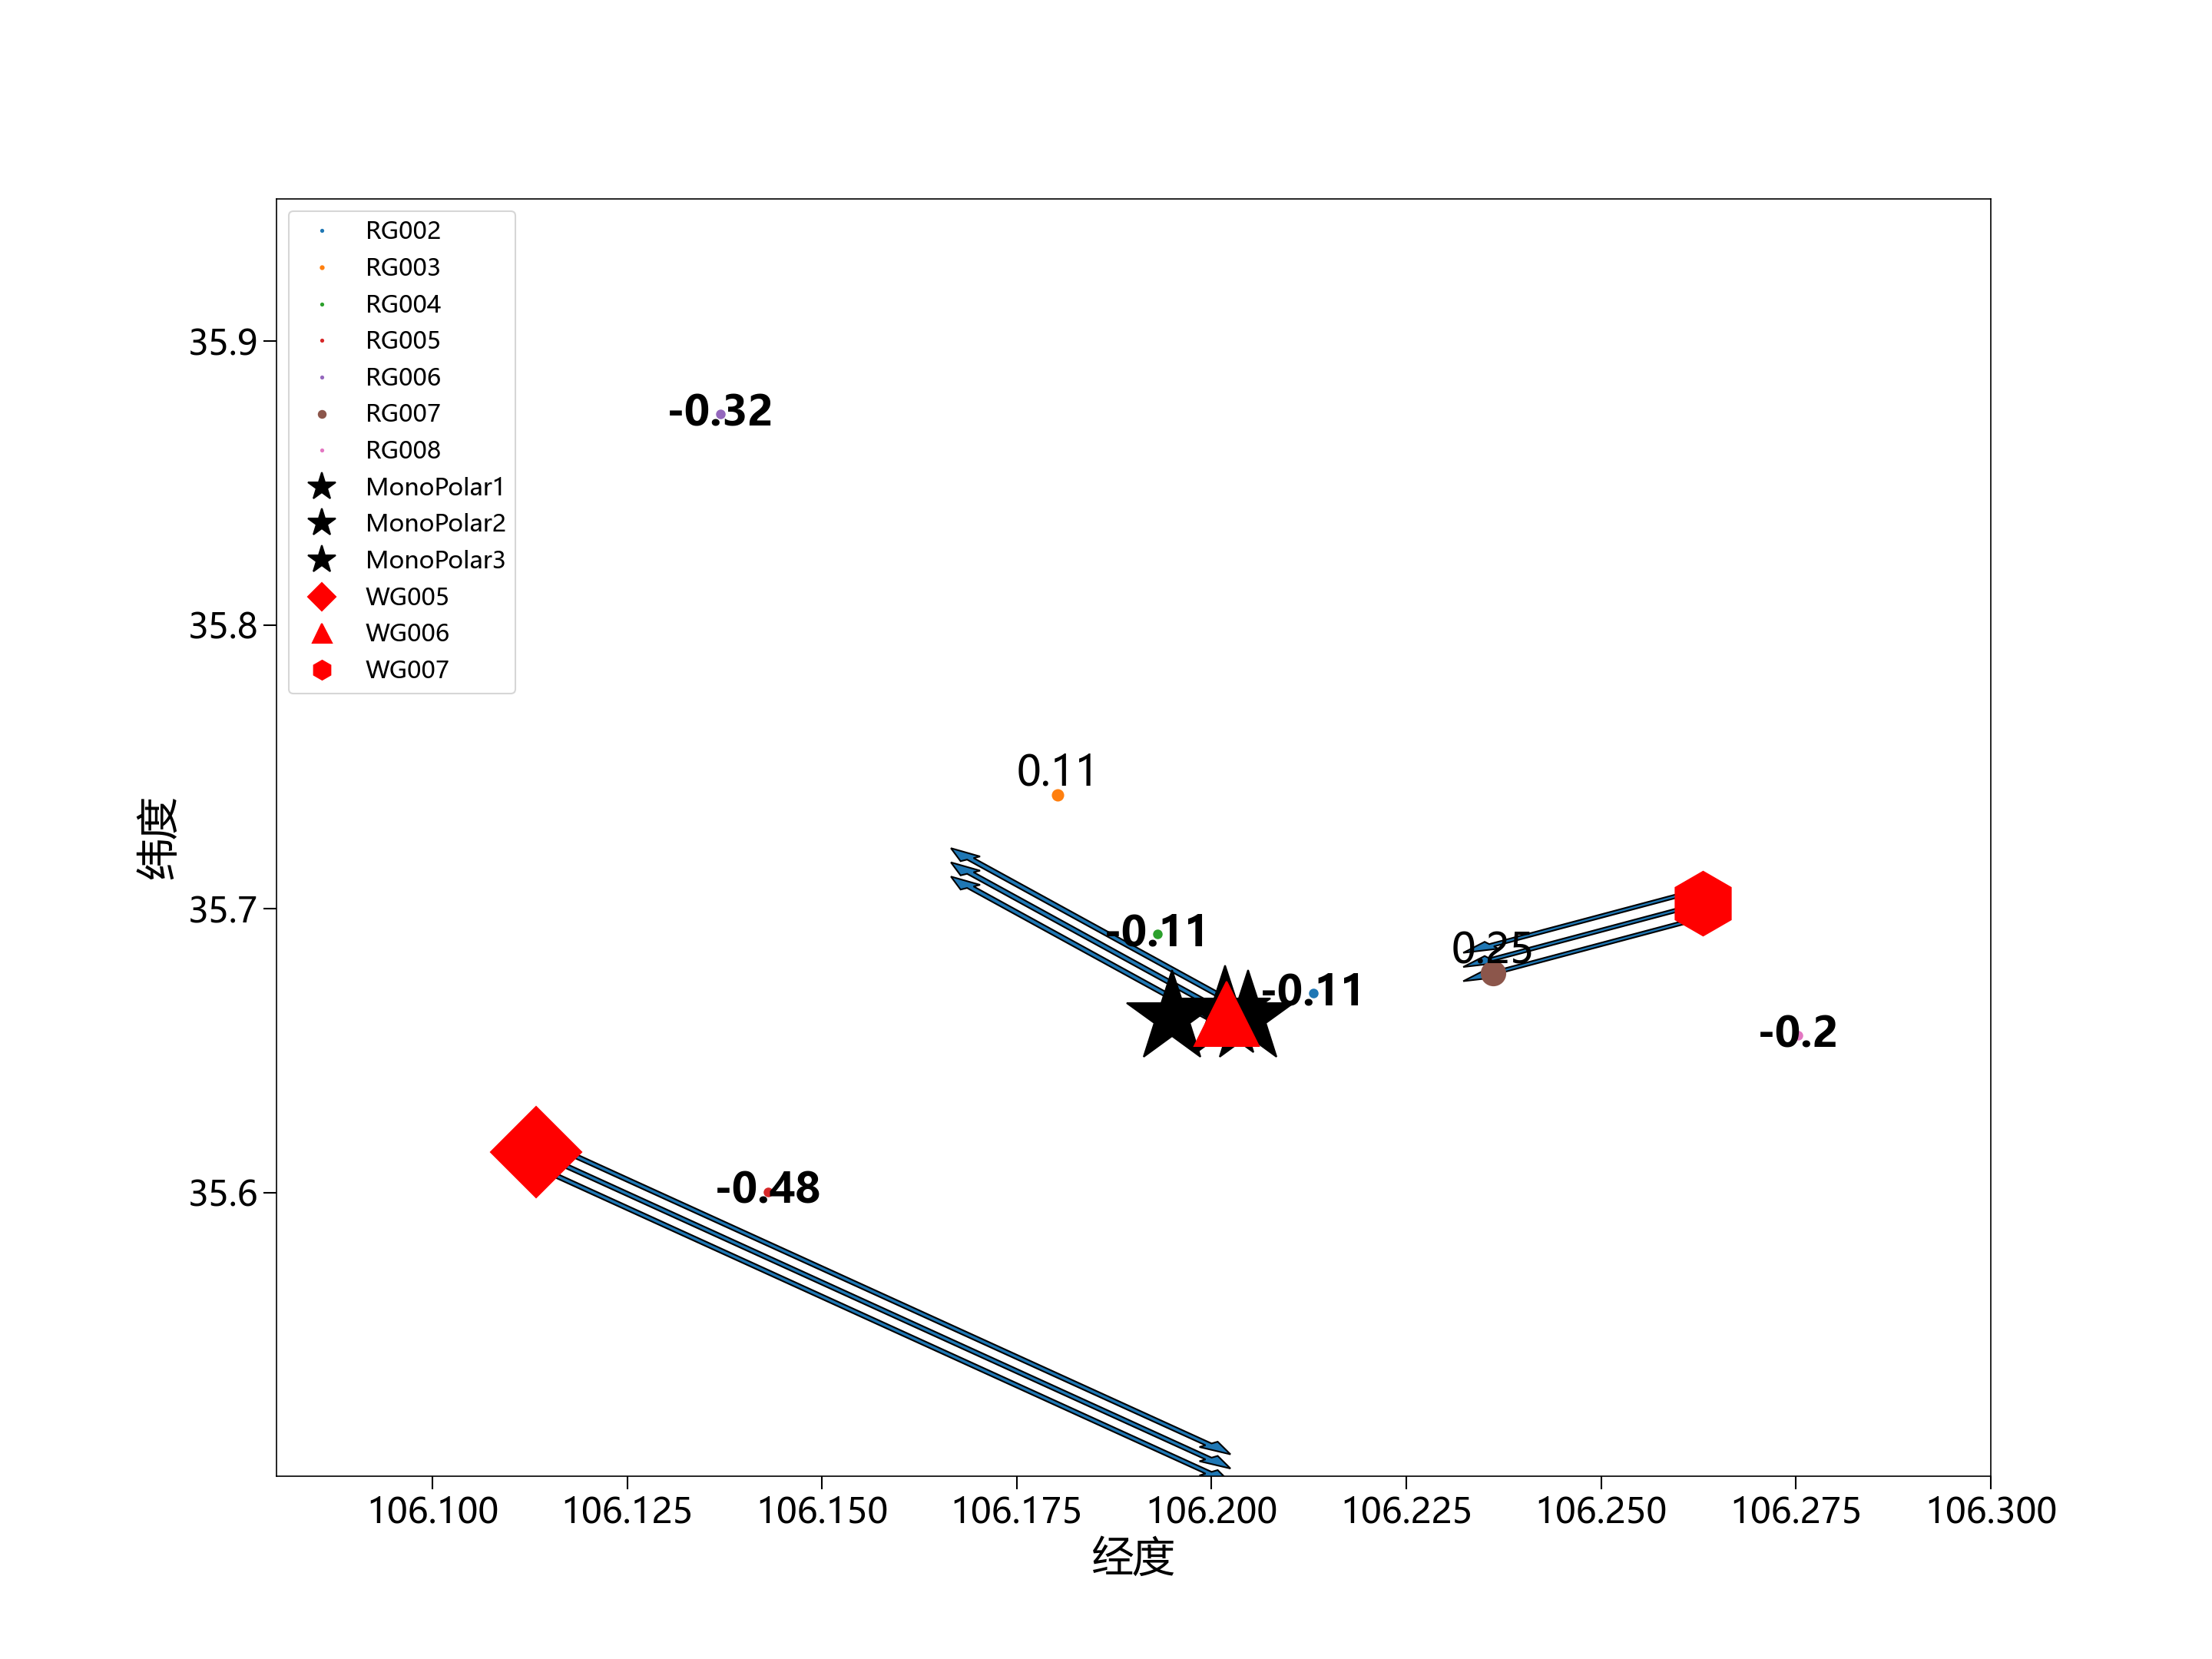 RG002
RG003
RG004
RG005
RG006
RG007
RG008
MonoPolar1
MonoPolar2
MonoPolar3
WG005
WG006
WG007
35.9
35.8
35.7
35.6
纬度
-0.32
0.11
-0.11
0.25
-0.11
-0.2
-0.48
106.100
106.125
106.150
106.175
106.200
106.225
106.250
106.275
106.300
经度